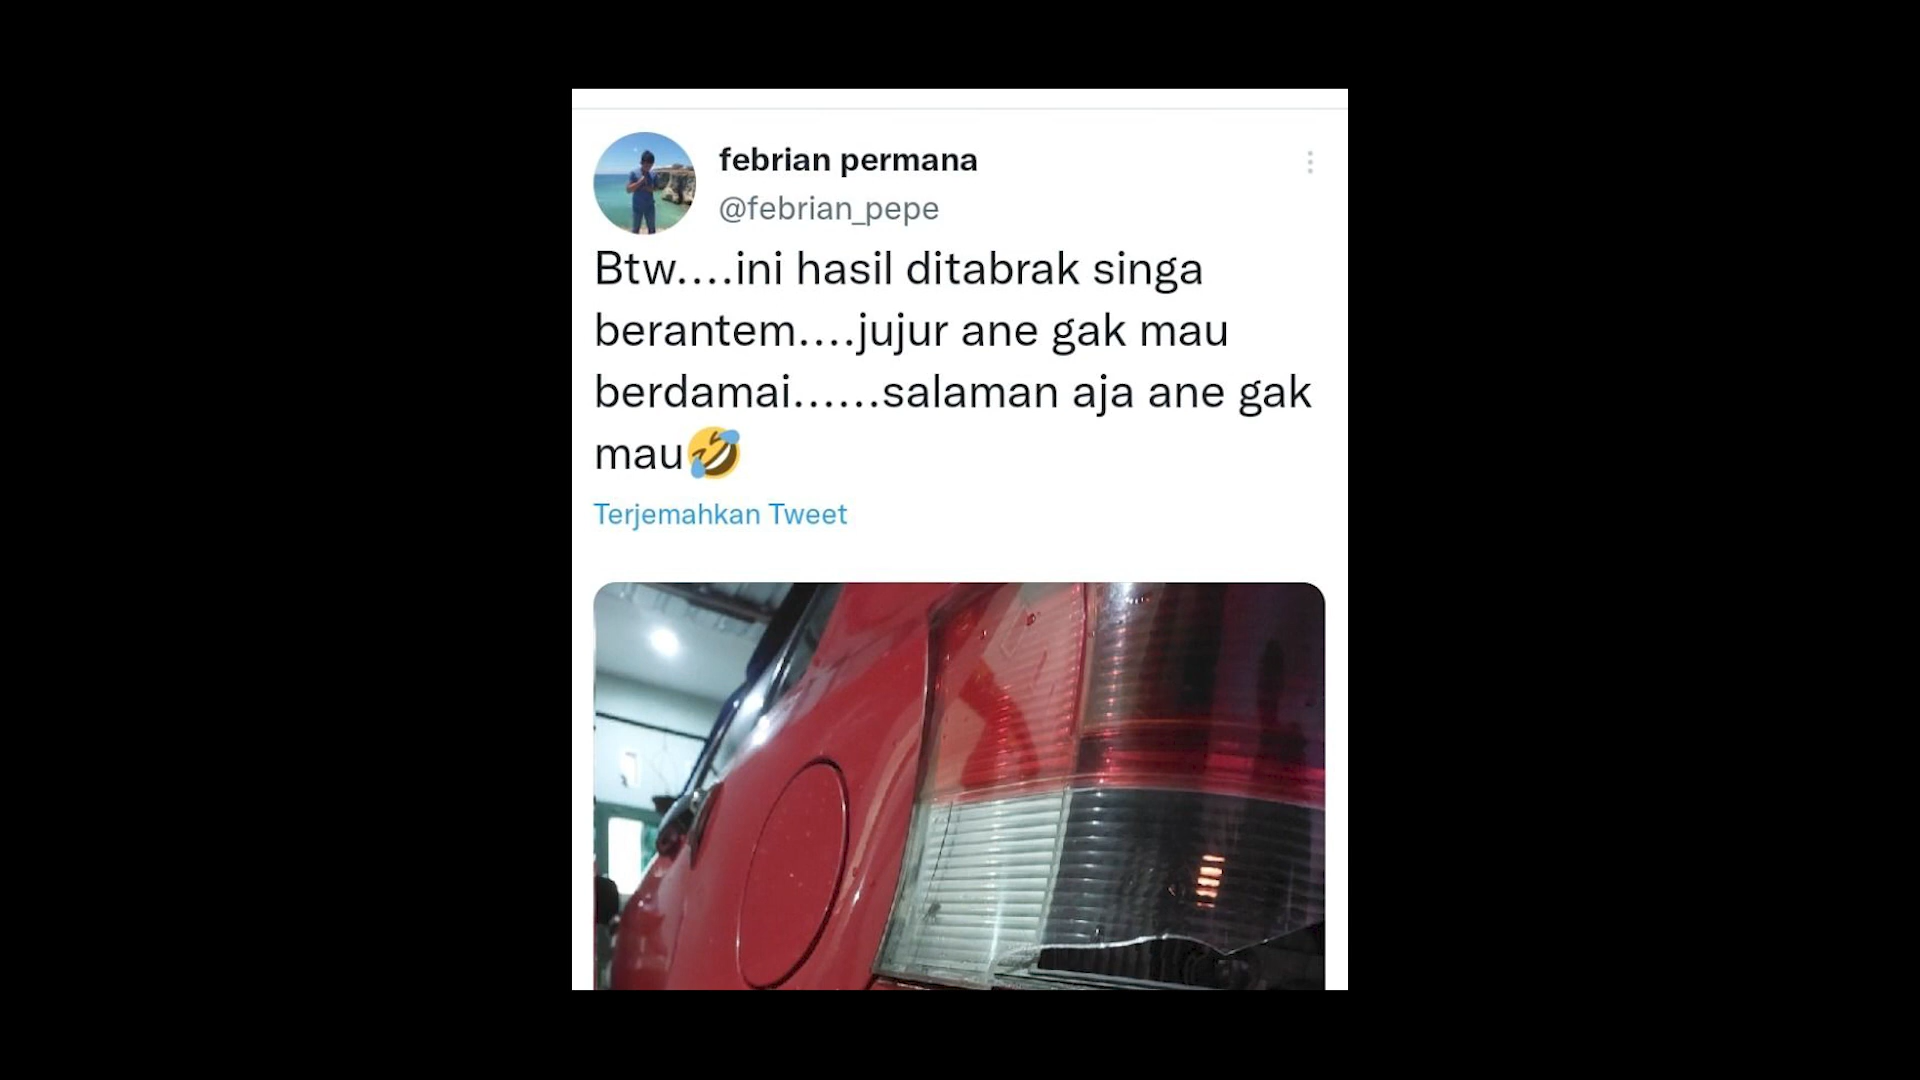 febrian permana
@febrian_pepe
Btw....ini hasil ditabrak singa
berantem....jujur ane gak mau
berdamai......salaman aja ane gak
mau🤣
Terjemahkan Tweet